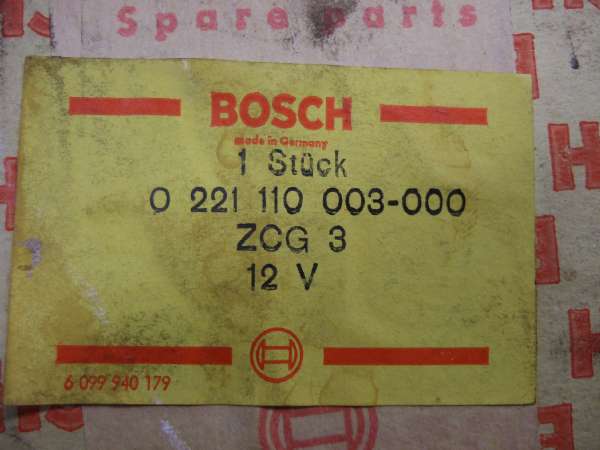 Spare parts
BOSCH
made in Germany
1 Stück
0 221 110 003-000
ZCG 3
12 V
6 099 940 179